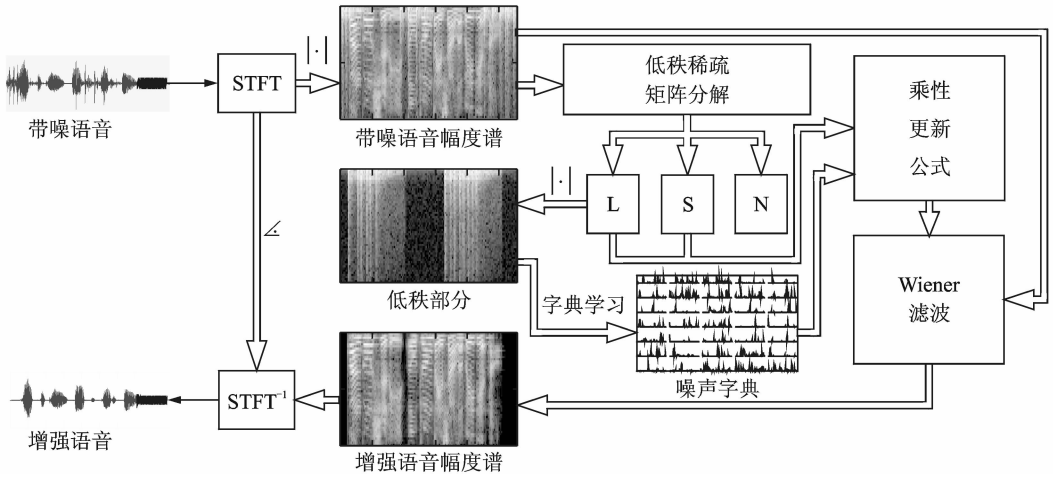 带噪语音
STFT
|·|
带噪语音幅度谱
低秩稀疏
矩阵分解
L
S
N
|·|
低秩部分
∠·
字典学习
噪声字典
乘性
更新
公式
Wiener
滤波
STFT⁻¹
增强语音幅度谱
增强语音